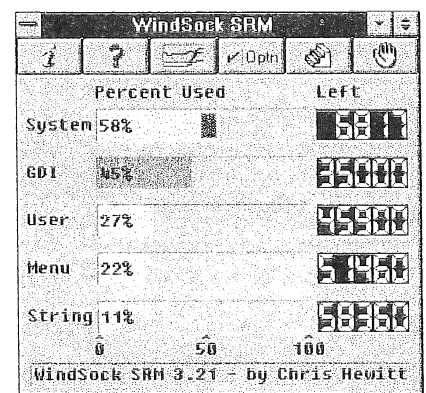 WindSock SRM
i ? ✓Optn
Percent Used Left
System 58%
GDI 45%
User 27%
Menu 22%
String 11%
0 50 100
WindSock SRM 3.21 - by Chris Hewitt